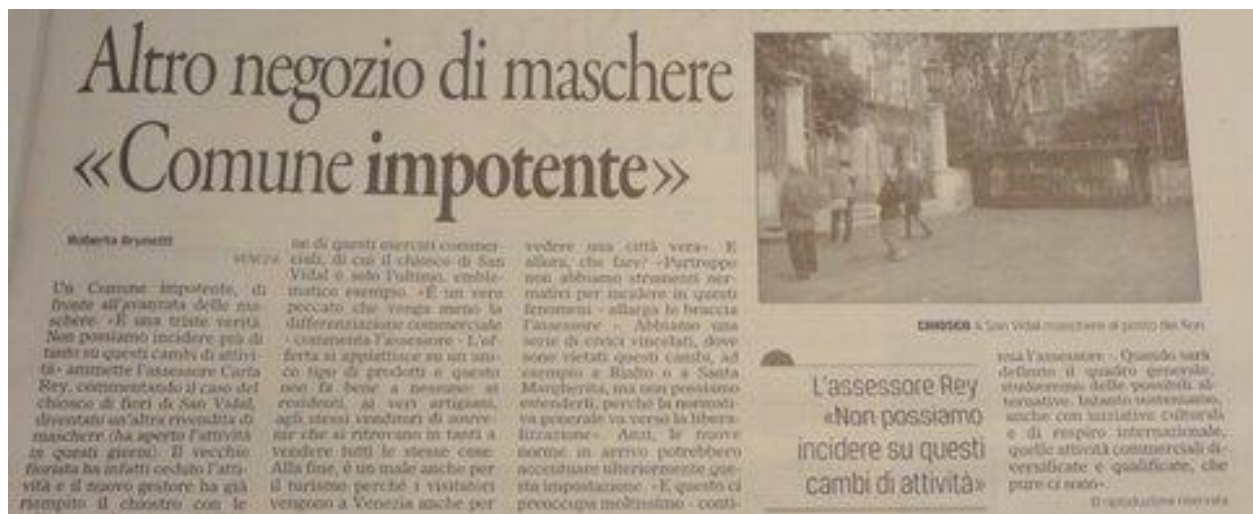 Altro negozio di maschere
«Comune impotente»
Roberta Brunetti
VENEZIA
Un Comune impotente, di
fronte all'avanzata delle ma-
schere. «È una triste verità
Non possiamo incidere più di
tanto su questi cambi di attivi-
tà» ammette l'assessore Carla
Rey, commentando il caso del
chiosco di fiori di San Vidal,
diventato un'altra rivendita di
maschere (ha aperto l'attività
in questi giorni). Il vecchio
fiorista ha infatti ceduto l'atti-
vità e il nuovo gestore ha già
riempito il chiostro con le
ne di questi esercizi commer-
ciali, di cui il chiosco di San
Vidal è solo l'ultimo, emble-
matico esempio. «È un vero
peccato che venga meno la
differenziazione commerciale
- commenta l'assessore - L'of-
ferta si appiattisce su un uni-
co tipo di prodotti e questo
non fa bene a nessuno: ai
residenti, ai veri artigiani,
agli stessi venditori di souve-
nir che si ritrovano in tanti a
vendere tutti le stesse cose.
Alla fine, è un male anche per
il turismo perché i visitatori
vengono a Venezia anche per
vedere una città vera». E
allora, che fare? «Purtroppo
non abbiamo strumenti nor-
mativi per incidere in questi
fenomeni - allarga le braccia
l'assessore -. Abbiamo una
serie di civici vincolati, dove
sono vietati questi cambi, ad
esempio a Rialto o a Santa
Margherita, ma non possiamo
estenderli, perché la normati-
va generale va verso la libera-
lizzazione». Anzi, le nuove
norme in arrivo potrebbero
accentuare ulteriormente que-
sta impostazione. «E questo ci
preoccupa moltissimo - conti-
CHIOSCO A San Vidal maschere al posto dei fiori
L'assessore Rey
«Non possiamo
incidere su questi
cambi di attività»
l'assessore -. Quando sarà
definito il quadro generale,
studieremo delle possibili al-
ternative. Intanto sosteniamo,
anche con iniziative culturali
e di respiro internazionale,
quelle attività commerciali di-
versificate e qualificate, che
pure ci sono».
© riproduzione riservata